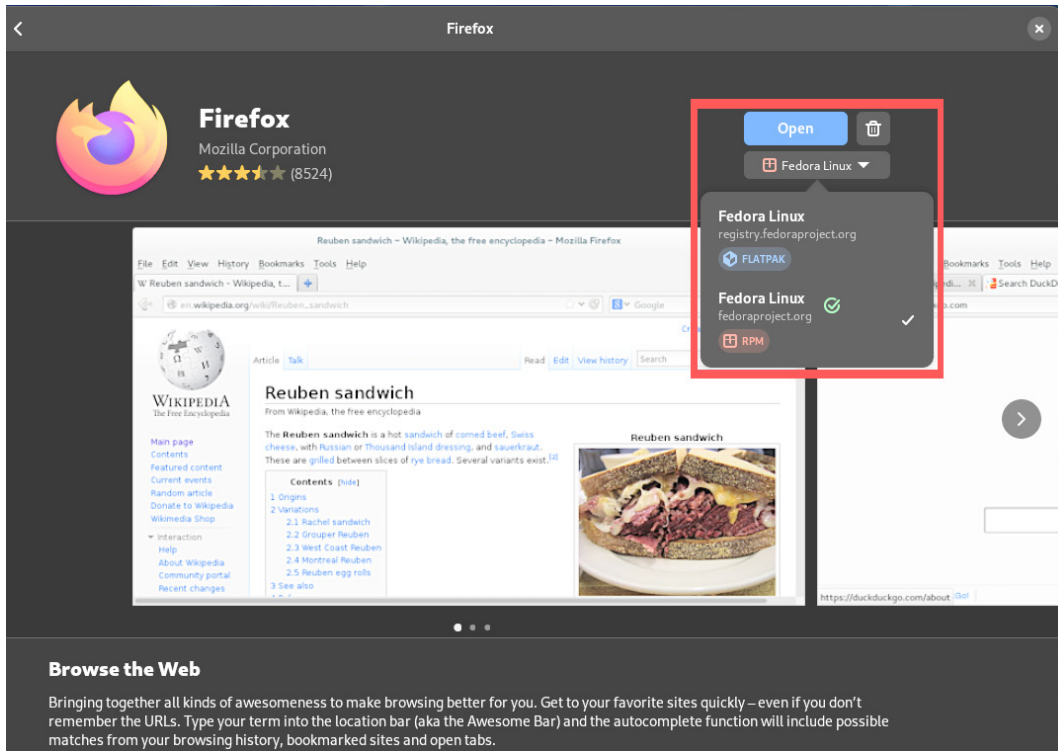 Firefox
Firefox
Mozilla Corporation
(8524)
Open
Fedora Linux
Fedora Linux
registry.fedoraproject.org
FLATPAK
Fedora Linux
fedoraproject.org
RPM
Reuben sandwich – Wikipedia, the free encyclopedia – Mozilla Firefox
File Edit View History Bookmarks Tools Help
W Reuben sandwich - Wikipedia, t...
en.wikipedia.org/wiki/Reuben_sandwich
Google
Article Talk
Read Edit View history Search
WIKIPEDIA
The Free Encyclopedia
Main page
Contents
Featured content
Current events
Random article
Donate to Wikipedia
Wikimedia Shop
Interaction
Help
About Wikipedia
Community portal
Recent changes
Reuben sandwich
From Wikipedia, the free encyclopedia
The Reuben sandwich is a hot sandwich of corned beef, Swiss
cheese, with Russian or Thousand Island dressing, and sauerkraut.
These are grilled between slices of rye bread. Several variants exist.[2]
Contents [hide]
1 Origins
2 Variations
2.1 Rachel sandwich
2.2 Grouper Reuben
2.3 West Coast Reuben
2.4 Montreal Reuben
2.5 Reuben egg rolls
3 See also
Reuben sandwich
Bookmarks Tools Help
Search DuckD
https://duckduckgo.com/about Go!
Browse the Web
Bringing together all kinds of awesomeness to make browsing better for you. Get to your favorite sites quickly – even if you don’t
remember the URLs. Type your term into the location bar (aka the Awesome Bar) and the autocomplete function will include possible
matches from your browsing history, bookmarked sites and open tabs.